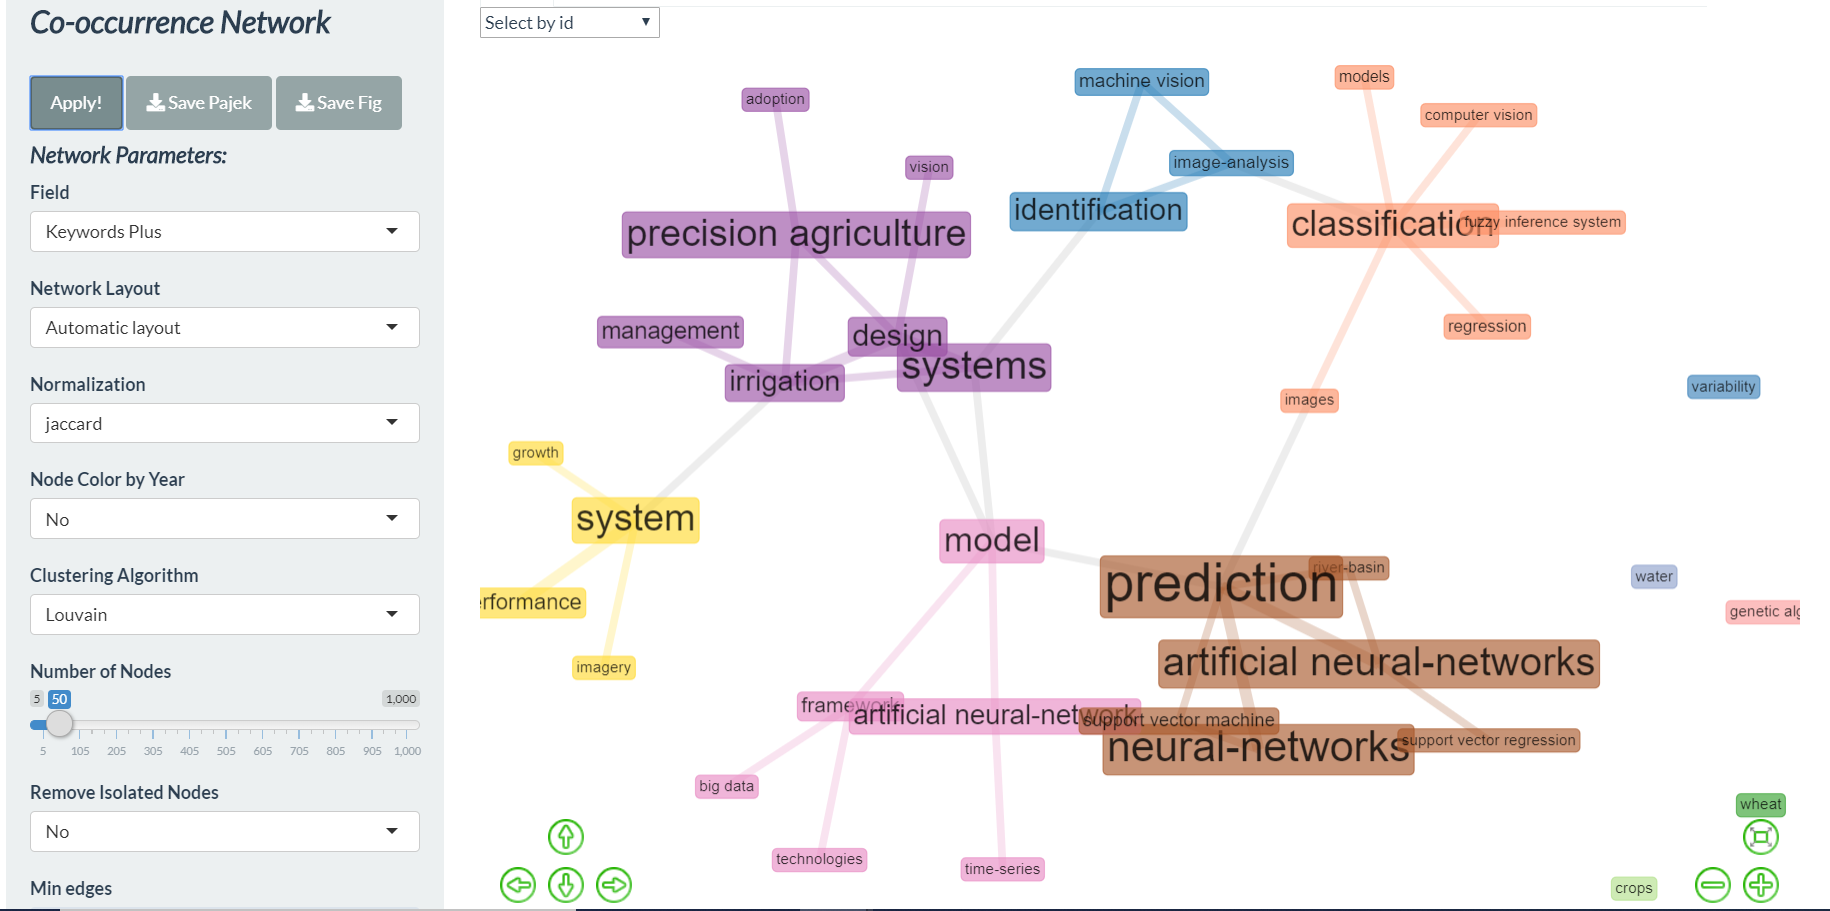 Co-occurrence Network
Apply!
Save Pajek
Save Fig
Network Parameters:
Field
Keywords Plus
Network Layout
Automatic layout
Normalization
jaccard
Node Color by Year
No
Clustering Algorithm
Louvain
Number of Nodes
5
50
1,000
5 105 205 305 405 505 605 705 805 905 1,000
Remove Isolated Nodes
No
Min edges
Select by id
machine vision
models
adoption
computer vision
image-analysis
vision
identification
classification
fuzzy inference system
precision agriculture
management
design
regression
systems
irrigation
variability
images
growth
system
model
river-basin
prediction
water
erformance
genetic alg
artificial neural-networks
imagery
framework
artificial neural-network
support vector machine
neural-networks
support vector regression
big data
wheat
technologies
time-series
crops